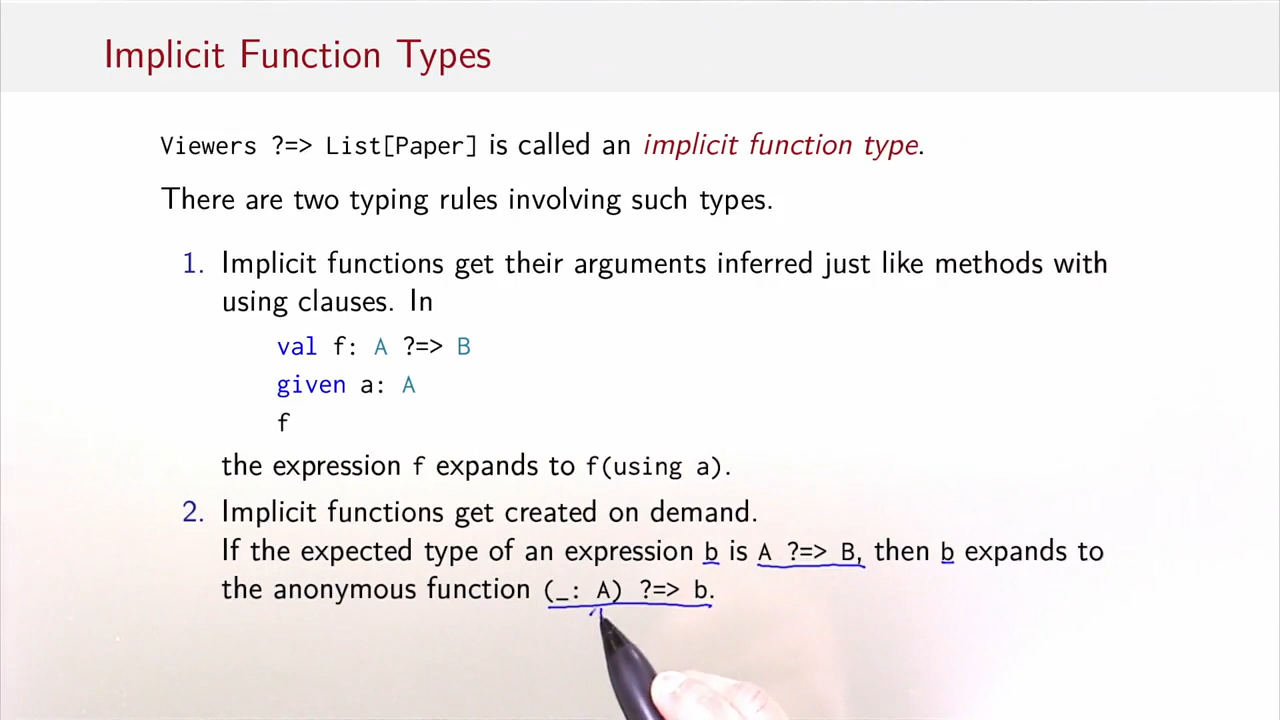 Implicit Function Types
Viewers ?=> List[Paper] is called an implicit function type.
There are two typing rules involving such types.
1. Implicit functions get their arguments inferred just like methods with
using clauses. In
val f: A ?=> B
given a: A
f
the expression f expands to f(using a).
2. Implicit functions get created on demand.
If the expected type of an expression b is A ?=> B, then b expands to
the anonymous function (_: A) ?=> b.